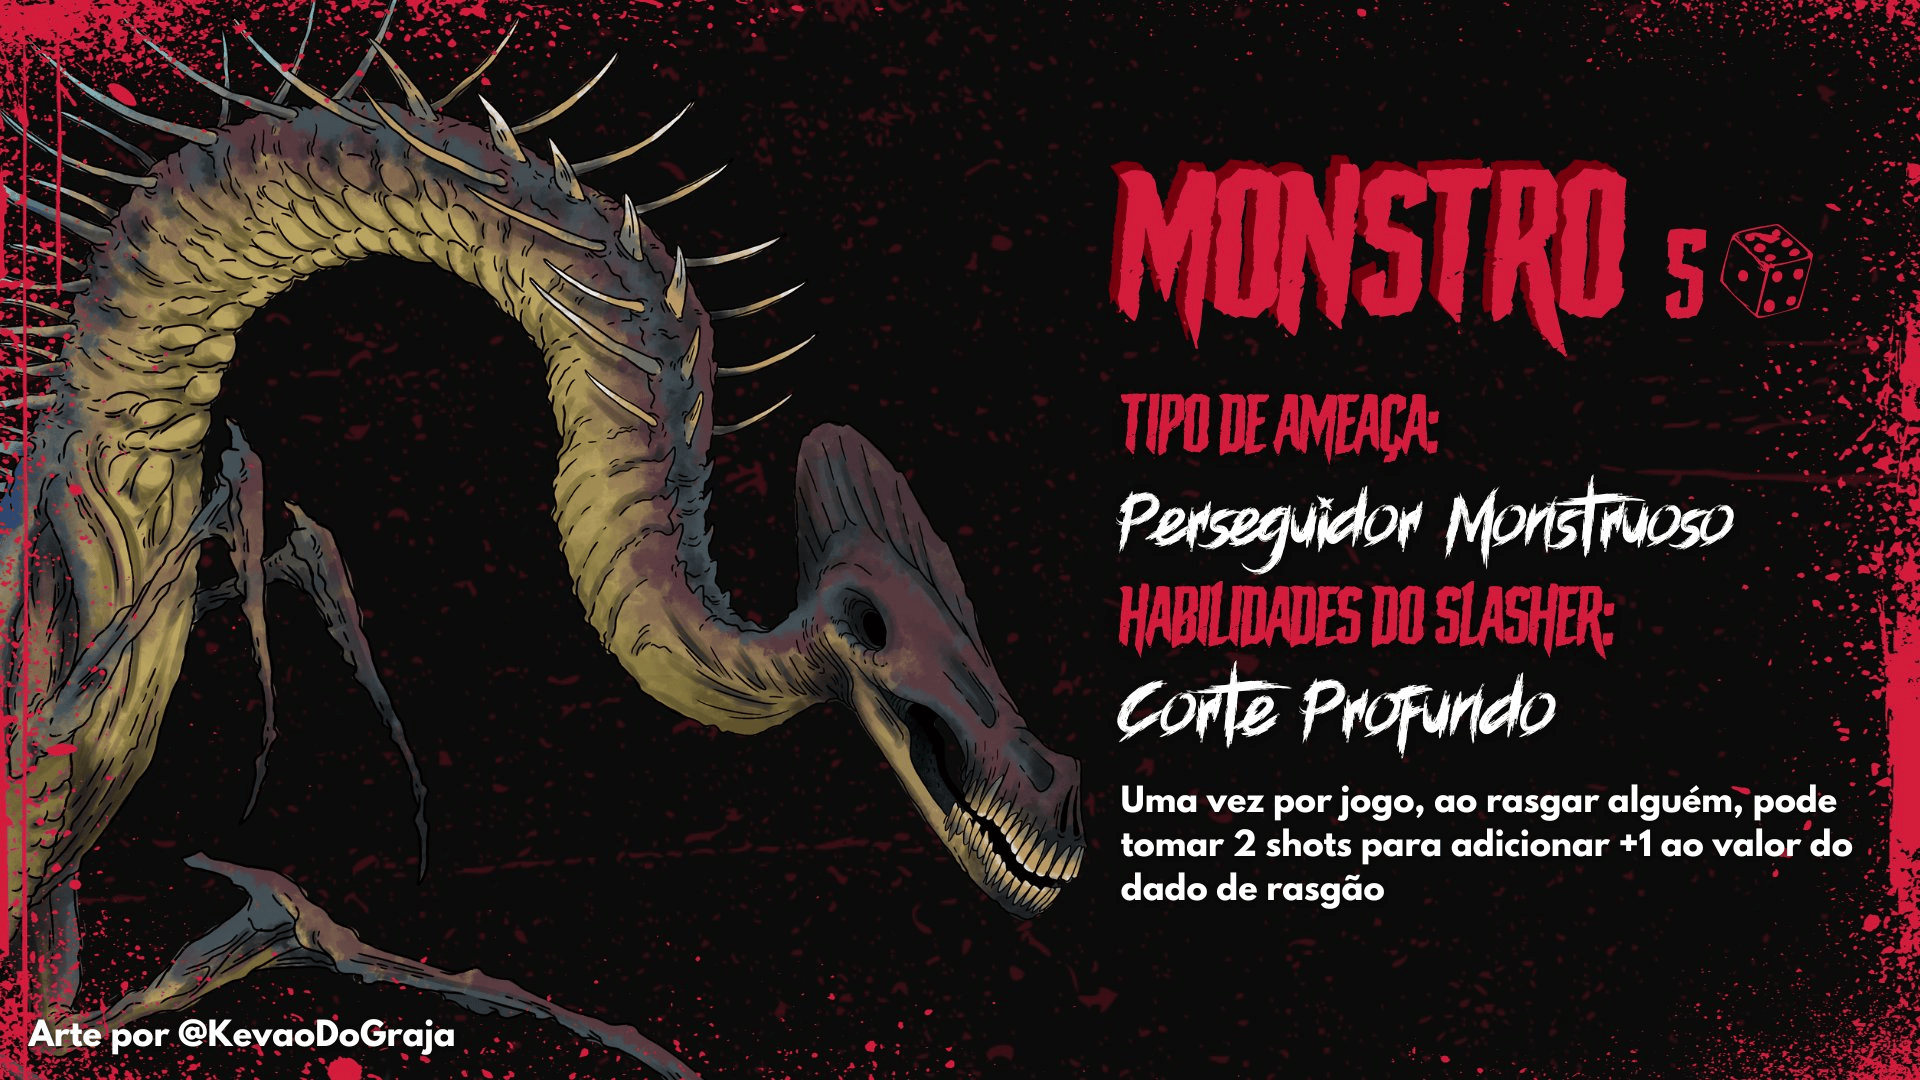 MONSTRO 5
TIPO DE AMEAÇA:
Perseguidor Monstruoso
HABILIDADES DO SLASHER:
Corte Profundo
Uma vez por jogo, ao rasgar alguém, pode
tomar 2 shots para adicionar +1 ao valor do
dado de rasgão
Arte por @KevaoDoGraja